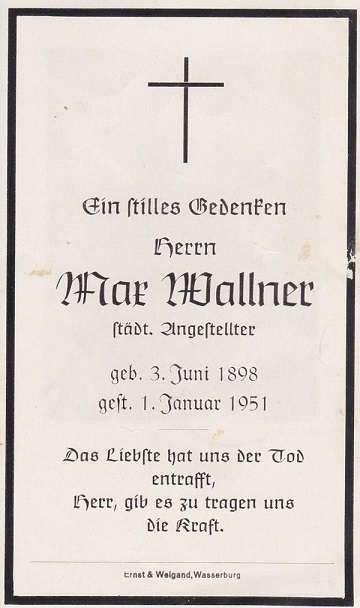 Ein stilles Gedenken
Herrn
Max Wallner
städt. Angestellter
geb. 3. Juni 1898
gest. 1. Januar 1951
Das Liebste hat uns der Tod
entrafft,
Herr, gib es zu tragen uns
die Kraft.
Ernst & Weigand, Wasserburg